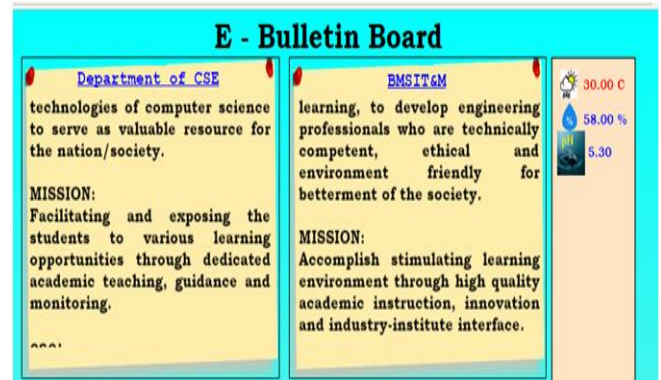 E - Bulletin Board
Department of CSE
technologies of computer science
to serve as valuable resource for
the nation/society.
MISSION:
Facilitating and exposing the
students to various learning
opportunities through dedicated
academic teaching, guidance and
monitoring.
BMSIT&M
learning, to develop engineering
professionals who are technically
competent, ethical and
environment friendly for
betterment of the society.
MISSION:
Accomplish stimulating learning
environment through high quality
academic instruction, innovation
and industry-institute interface.
30.00 C
% 58.00 %
pH 5.30